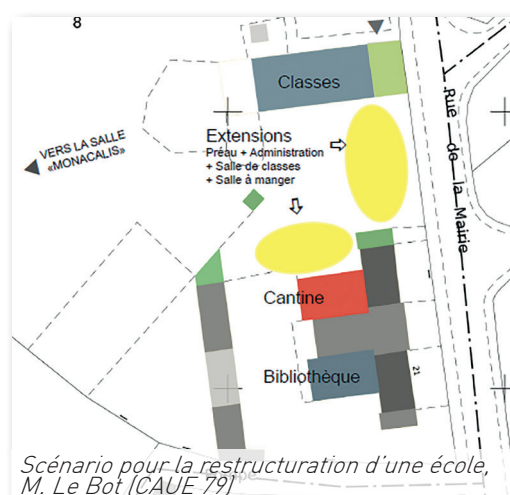 8
Classes
VERS LA SALLE
«MONACALIS»
Extensions
Préau + Administration
+ Salle de classes
+ Salle à manger
Rue de la Mairie
Cantine
Bibliothèque
21
Scénario pour la restructuration d'une école,
M. Le Bot (CAUE 79)